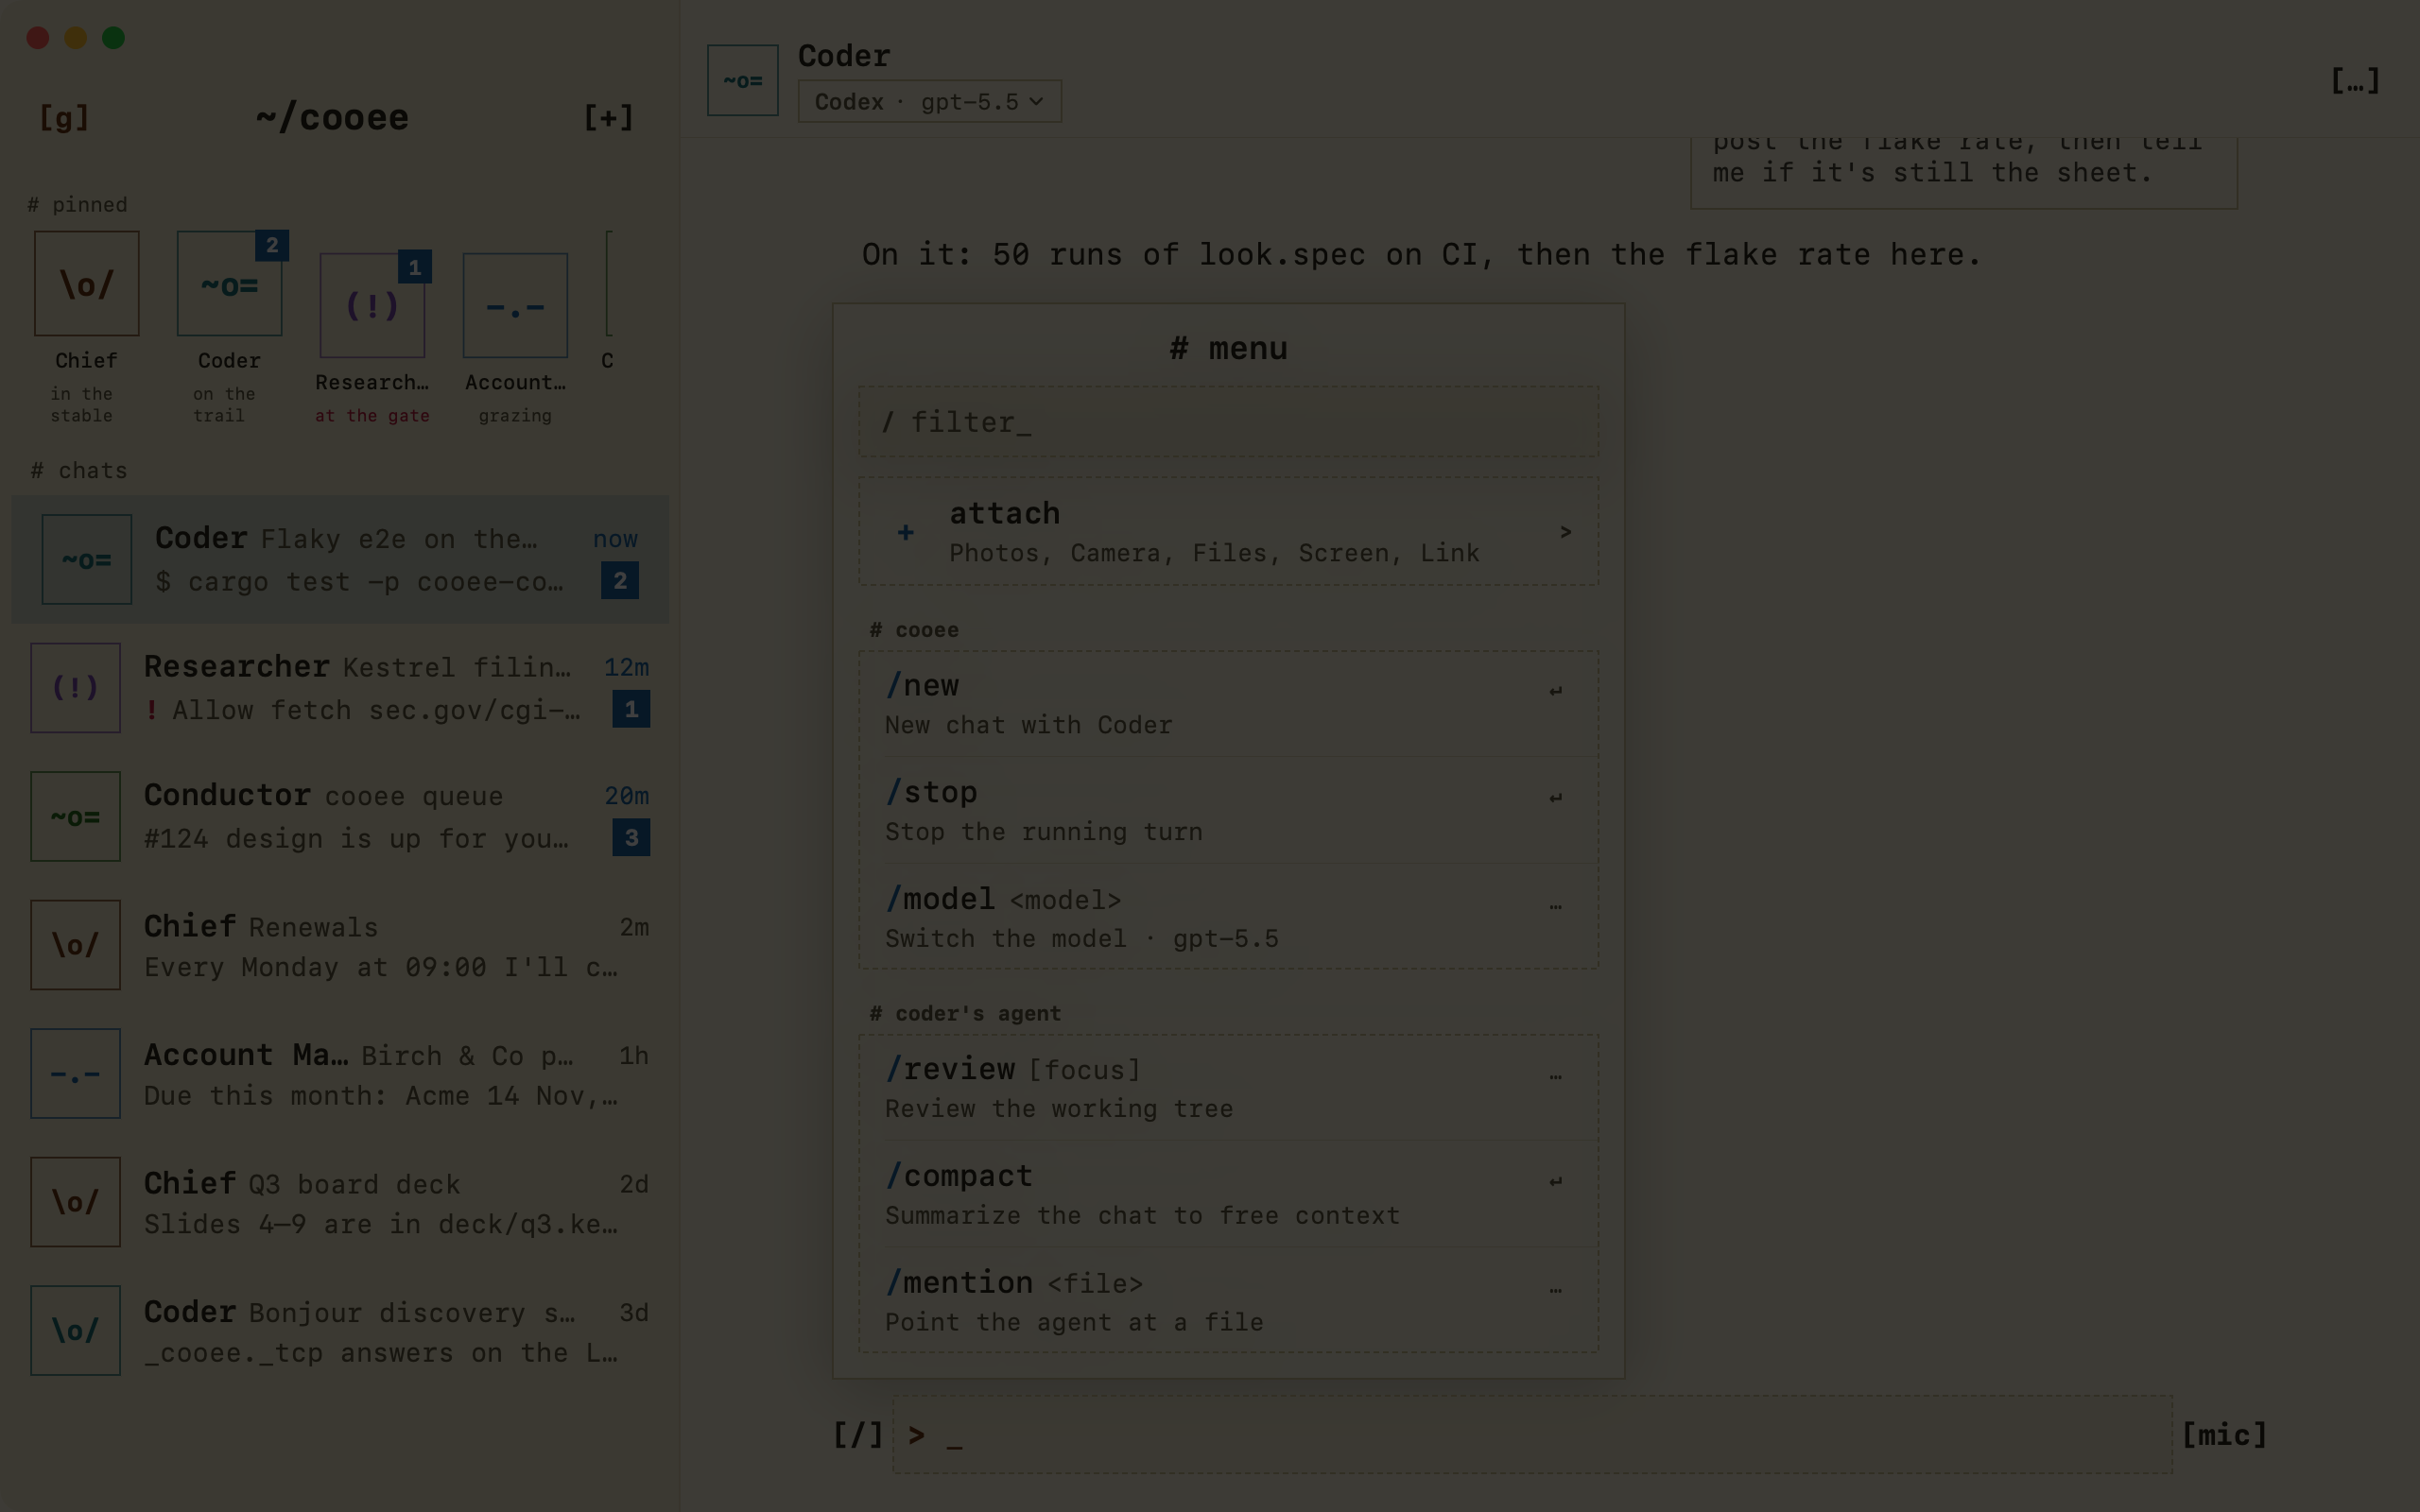 [g]
~/cooee
[+]
# pinned
\o/
~o=
2
(!)
1
-.-
Chief
Coder
Research…
Account…
C
in the
stable
on the
trail
at the gate
grazing
# chats
~o=
Coder Flaky e2e on the… now
$ cargo test -p cooee-co… 2
(!)
Researcher Kestrel filin… 12m
! Allow fetch sec.gov/cgi-… 1
~o=
Conductor cooee queue 20m
#124 design is up for you… 3
\o/
Chief Renewals 2m
Every Monday at 09:00 I'll c…
-.-
Account Ma… Birch & Co p… 1h
Due this month: Acme 14 Nov,…
\o/
Chief Q3 board deck 2d
Slides 4–9 are in deck/q3.ke…
\o/
Coder Bonjour discovery s… 3d
_cooee._tcp answers on the L…
~o=
Coder
Codex · gpt-5.5
[…]
post the flake rate, then tell
me if it's still the sheet.
On it: 50 runs of look.spec on CI, then the flake rate here.
# menu
/ filter_
+
attach
Photos, Camera, Files, Screen, Link
>
# cooee
/new ↵
New chat with Coder
/stop ↵
Stop the running turn
/model <model> …
Switch the model · gpt-5.5
# coder's agent
/review [focus] …
Review the working tree
/compact ↵
Summarize the chat to free context
/mention <file> …
Point the agent at a file
[/] > _ [mic]